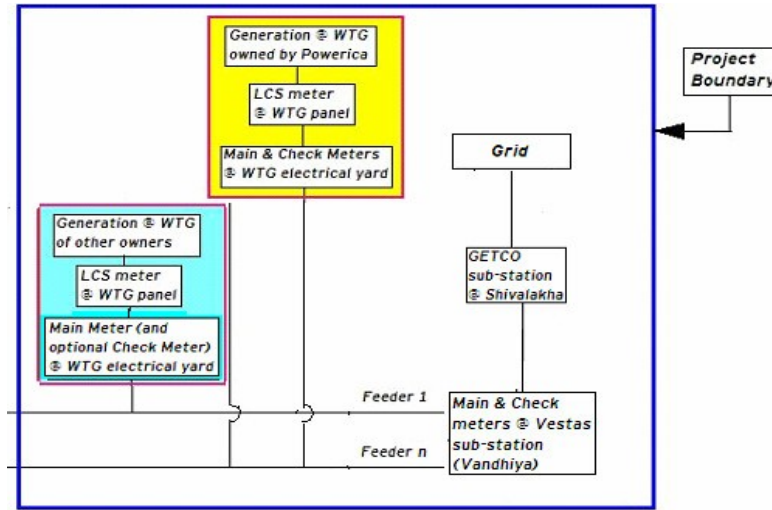 Generation @ WTG
owned by Powerica
LCS meter
@ WTG panel
Main & Check Meters
@ WTG electrical yard
Project
Boundary
Grid
Generation @ WTG
of other owners
LCS meter
@ WTG panel
Main Meter (and
optional Check Meter)
@ WTG electrical yard
GETCO
sub-station
@ Shivalakha
Feeder 1
Main & Check
meters @ Vestas
sub-station
(Vandhiya)
Feeder n